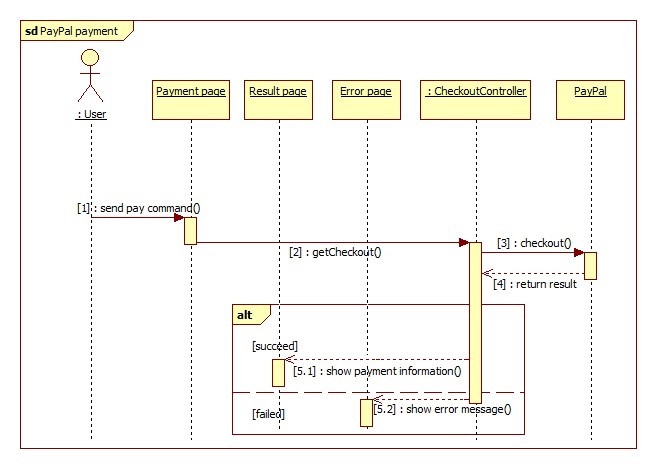 sd PayPal payment
: User
Payment page
Result page
Error page
: CheckoutController
PayPal
[1] : send pay command()
[2] : getCheckout()
[3] : checkout()
[4] : return result
alt
[succeed]
[5.1] : show payment information()
[5.2] : show error message()
[failed]